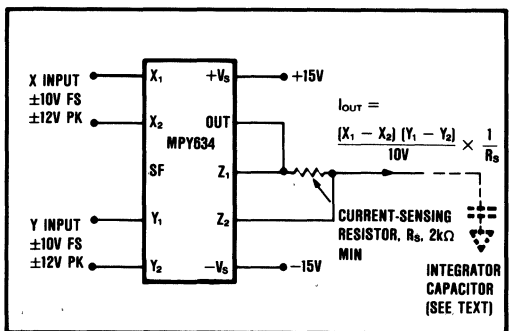 X INPUT
±10V FS
±12V PK
X₁
X₂
SF
Y₁
Y₂
MPY634
+Vₛ
OUT
Z₁
Z₂
−Vₛ
+15V
−15V
Y INPUT
±10V FS
±12V PK
I_OUT =
(X₁ − X₂) (Y₁ − Y₂)
10V
× 1
Rₛ
CURRENT-SENSING
RESISTOR, Rₛ, 2kΩ
MIN
INTEGRATOR
CAPACITOR
(SEE TEXT)